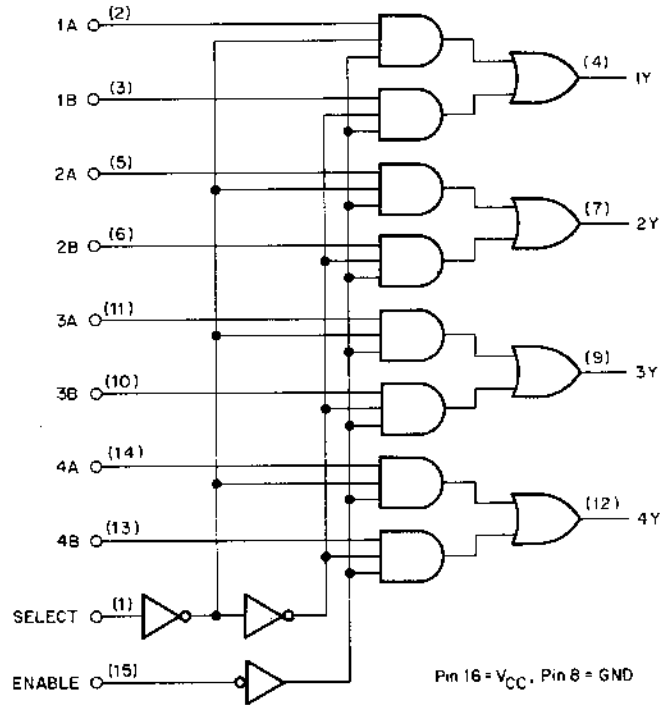 1A (2)
(4) 1Y
1B (3)
2A (5)
(7) 2Y
2B (6)
3A (11)
(9) 3Y
3B (10)
4A (14)
(12) 4Y
4B (13)
SELECT (1)
ENABLE (15)
Pin 16 = VCC, Pin 8 = GND